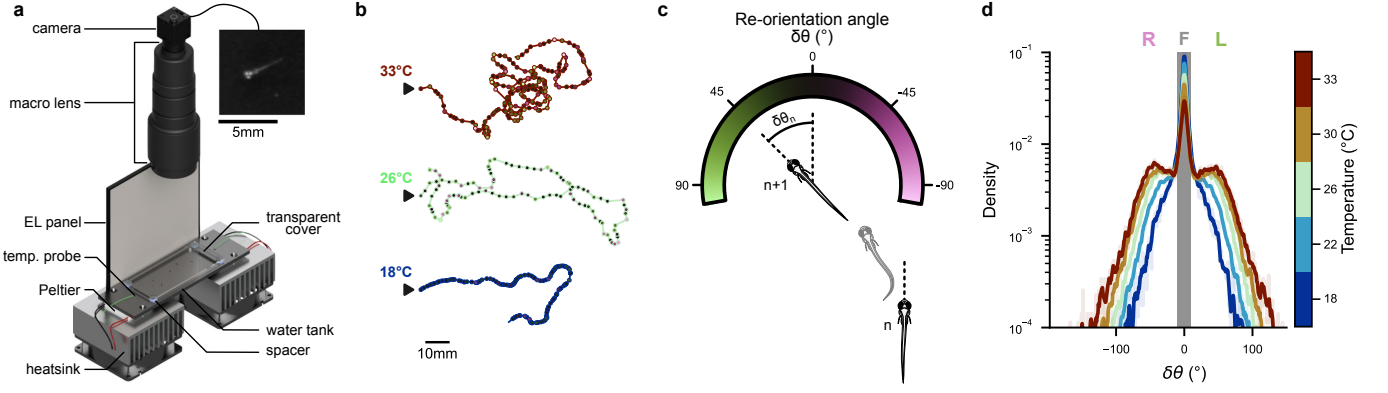 a
camera
macro lens
5mm
EL panel
transparent
cover
temp. probe
Peltier
water tank
spacer
heatsink
b
33°C
26°C
18°C
10mm
c
Re-orientation angle
δθ (°)
0
45
-45
90
-90
δθn
n+1
n
d
R F L
10⁻¹
10⁻²
10⁻³
10⁻⁴
Density
−100 0 100
δθ (°)
33
30
26
22
18
Temperature (°C)